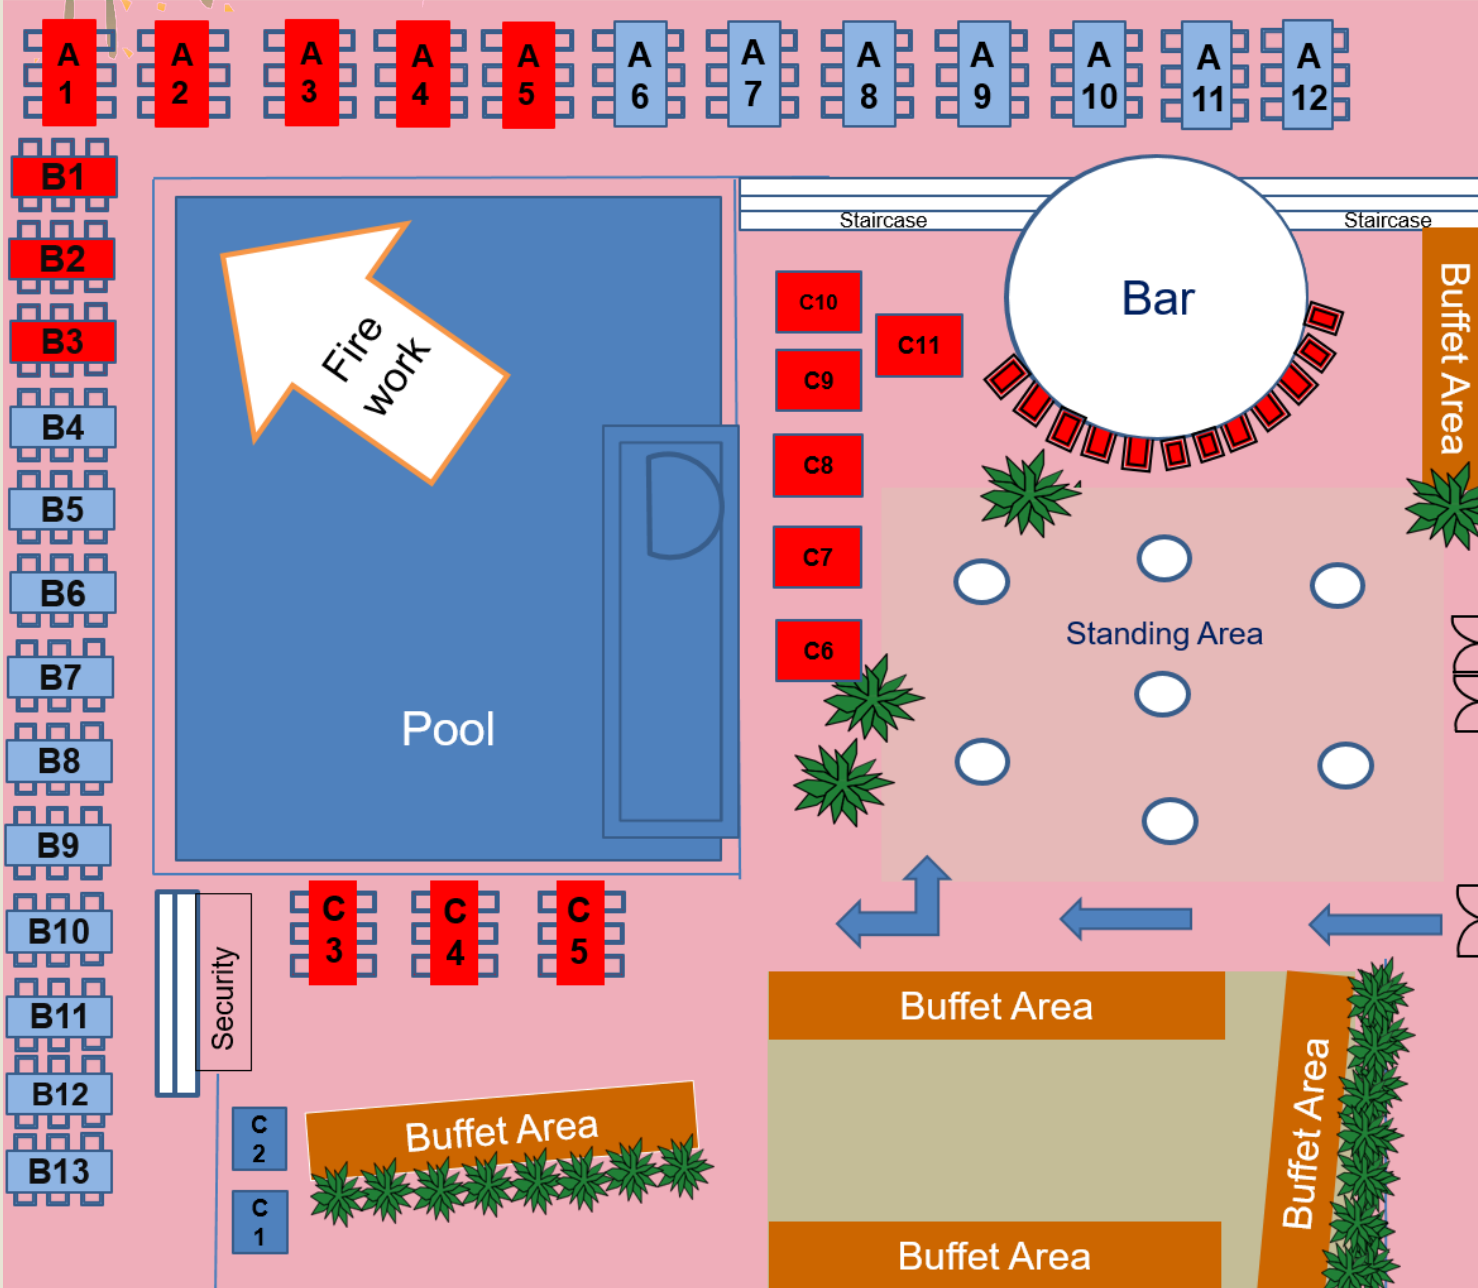 A
1
A
2
A
3
A
4
A
5
A
6
A
7
A
8
A
9
A
10
A
11
A
12
B1
B2
B3
B4
B5
B6
B7
B8
B9
B10
B11
B12
B13
Fire
work
Pool
Staircase
Staircase
Bar
Buffet Area
C10
C11
C9
C8
C7
C6
Standing Area
C
3
C
4
C
5
Security
C
2
C
1
Buffet Area
Buffet Area
Buffet Area
Buffet Area